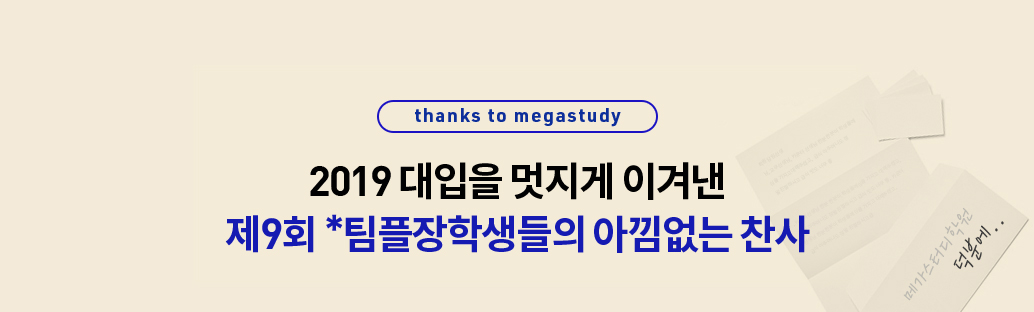 thanks to megastudy
2019 대입을 멋지게 이겨낸
제9회 *팀플장학생들의 아낌없는 찬사
메가스터디학원
덕분에..